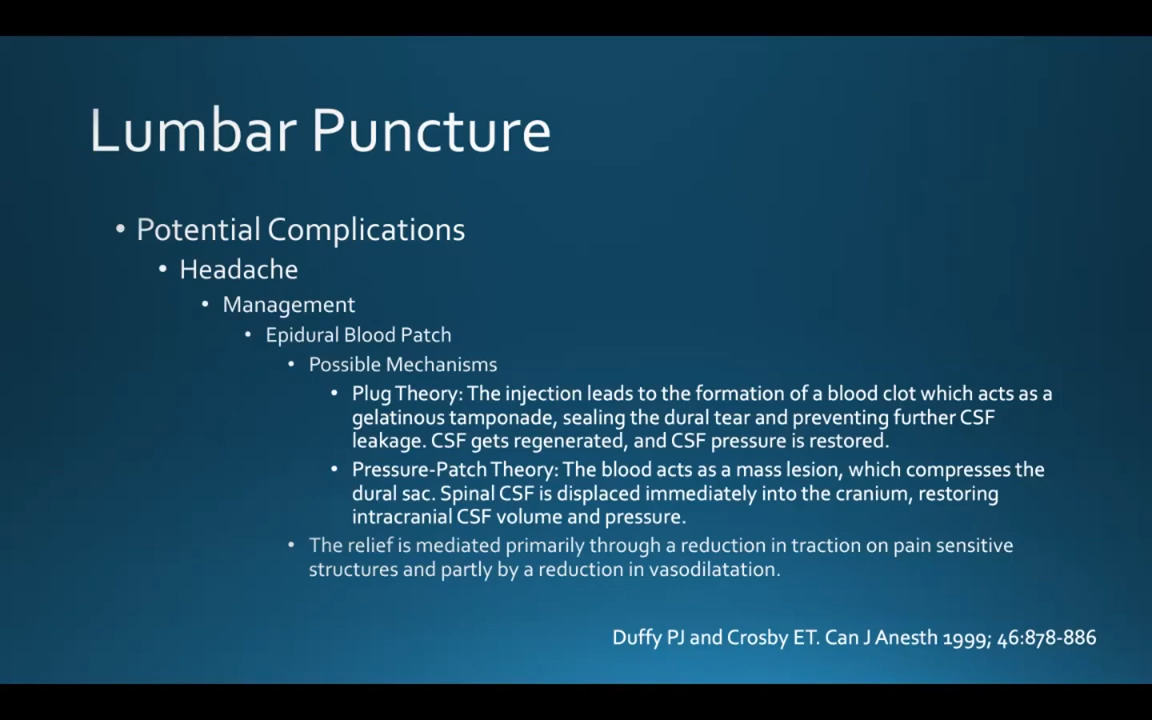 Lumbar Puncture
• Potential Complications
• Headache
• Management
• Epidural Blood Patch
• Possible Mechanisms
• Plug Theory: The injection leads to the formation of a blood clot which acts as a
gelatinous tamponade, sealing the dural tear and preventing further CSF
leakage. CSF gets regenerated, and CSF pressure is restored.
• Pressure-Patch Theory: The blood acts as a mass lesion, which compresses the
dural sac. Spinal CSF is displaced immediately into the cranium, restoring
intracranial CSF volume and pressure.
• The relief is mediated primarily through a reduction in traction on pain sensitive
structures and partly by a reduction in vasodilatation.
Duffy PJ and Crosby ET. Can J Anesth 1999; 46:878-886